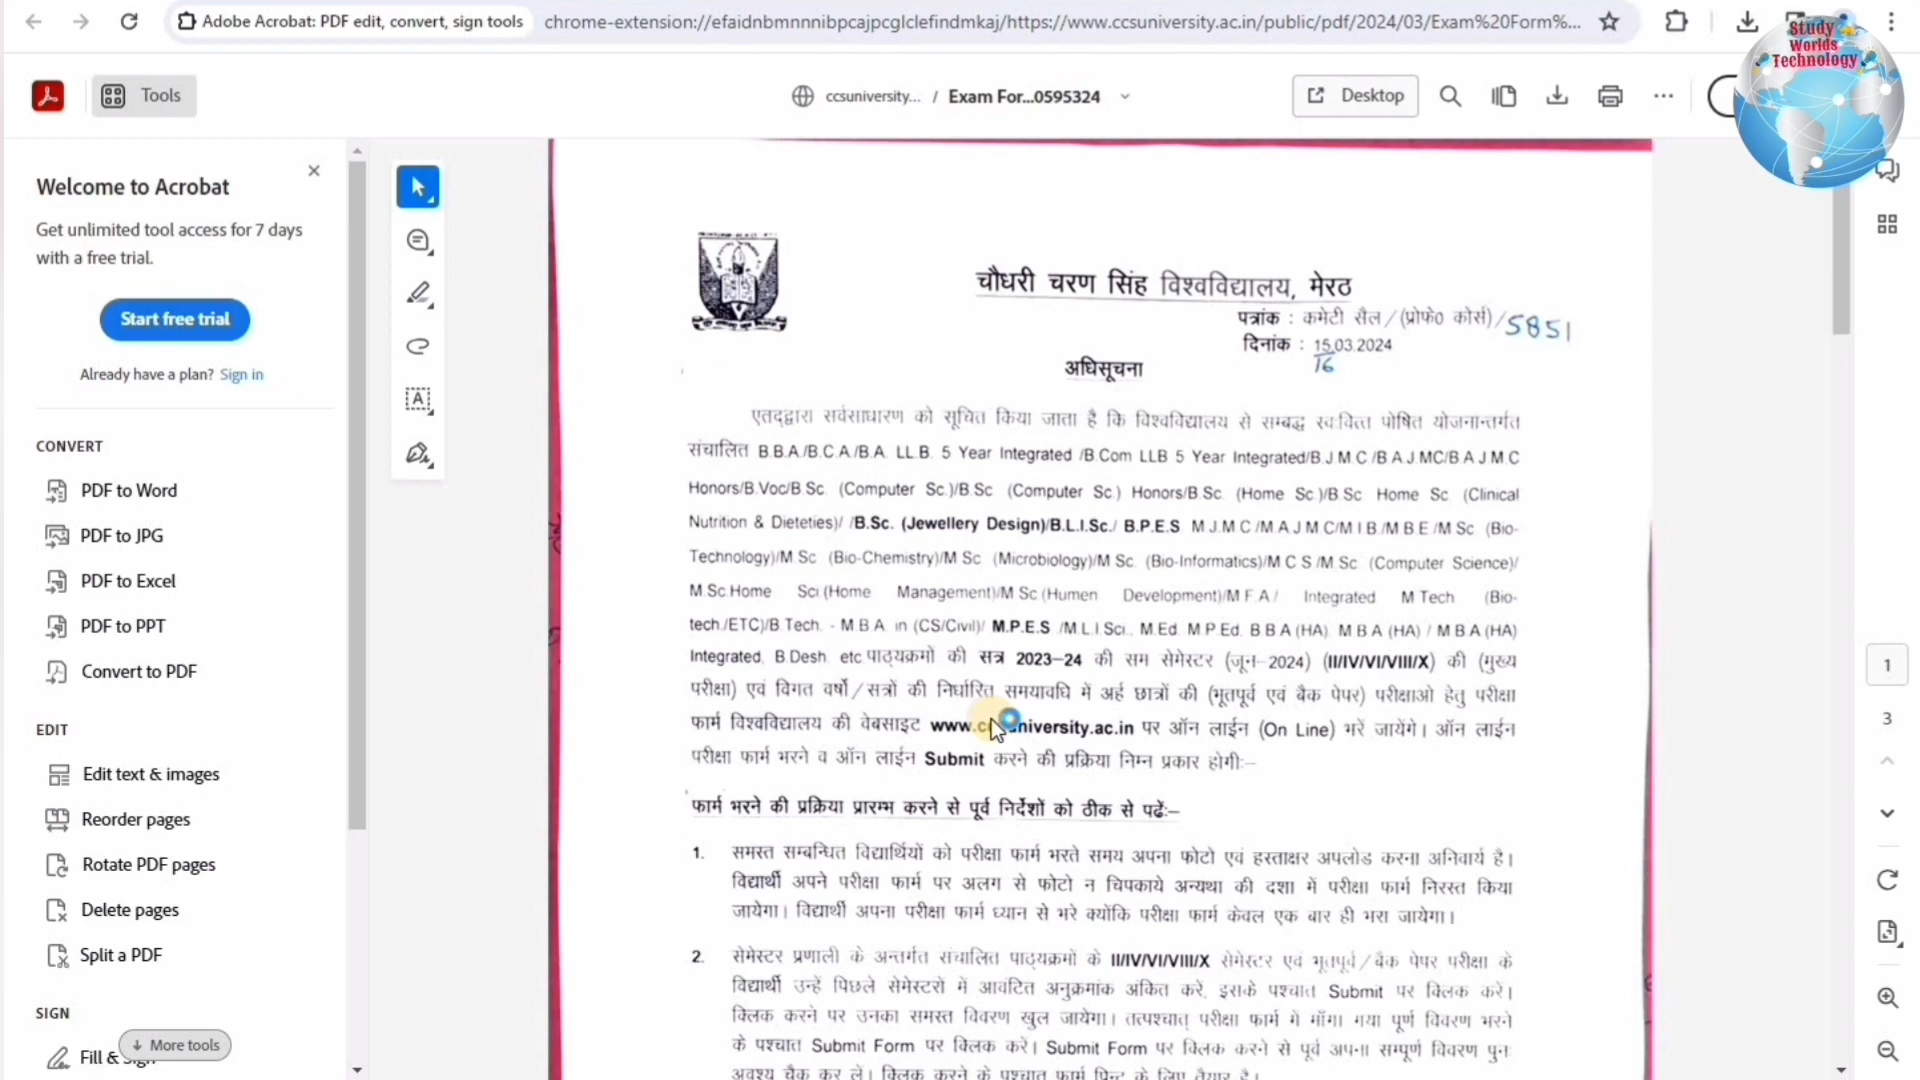 Adobe Acrobat: PDF edit, convert, sign tools
chrome-extension://efaidnbmnnnibpcajpcglclefindmkaj/https://www.ccsuniversity.ac.in/public/pdf/2024/03/Exam%20Form%...
Study
Worlds
Technology
Tools
ccsuniversity... / Exam For...0595324
Desktop
Welcome to Acrobat
Get unlimited tool access for 7 days
with a free trial.
Start free trial
Already have a plan? Sign in
CONVERT
PDF to Word
PDF to JPG
PDF to Excel
PDF to PPT
Convert to PDF
EDIT
Edit text & images
Reorder pages
Rotate PDF pages
Delete pages
Split a PDF
SIGN
Fill &
More tools
चौधरी चरण सिंह विश्वविद्यालय, मेरठ
पत्रांक : कमेटी सैल/(प्रोफे० कोर्स)/5851
दिनांक : 15.03.2024
16
अधिसूचना
एतद्द्वारा सर्वसाधारण को सूचित किया जाता है कि विश्वविद्यालय से सम्बद्ध स्ववित्त पोषित योजनान्तर्गत
संचालित B.B.A/B.C.A/B.A. LL.B. 5 Year Integrated /B.Com LLB 5 Year Integrated/B.J.M.C/B.A.J.MC/B.A.J.M.C
Honors/B.Voc/B.Sc. (Computer Sc.)/B.Sc (Computer Sc.) Honors/B.Sc. (Home Sc.)/B.Sc Home Sc (Clinical
Nutrition & Dieteties)/ /B.Sc. (Jewellery Design)/B.L.I.Sc./ B.P.E.S M.J.M.C/M.A.J.M.C/M.I.B./M.B.E/M.Sc (Bio-
Technology)/M.Sc (Bio-Chemistry)/M.Sc (Microbiology)/M.Sc. (Bio-Informatics)/M.C.S./M.Sc. (Computer Science)/
M.Sc.Home Sci.(Home Management)/M.Sc.(Humen Development)/M.F.A./ Integrated M.Tech (Bio-
tech./ETC)/B.Tech. - M.B.A. in (CS/Civil)/ M.P.E.S /M.L.I.Sci., M.Ed. M.P.Ed. B.B.A (HA). M.B.A (HA) / M.B.A (HA)
Integrated, B.Desh. etc.पाठ्यक्रमों की सत्र 2023-24 की सम सेमेस्टर (जून-2024) (II/IV/VI/VIII/X) की (मुख्य
परीक्षा) एवं विगत वर्षो/सत्रों की निर्धारित समयावधि में अर्ह छात्रों की (भूतपूर्व एवं बैक पेपर) परीक्षाओ हेतु परीक्षा
फार्म विश्वविद्यालय की वेबसाइट www.ccsuniversity.ac.in पर ऑन लाईन (On Line) भरें जायेंगे। ऑन लाईन
परीक्षा फार्म भरने व ऑन लाईन Submit करने की प्रक्रिया निम्न प्रकार होगी:-
फार्म भरने की प्रक्रिया प्रारम्भ करने से पूर्व निर्देशों को ठीक से पढें:-
1. समस्त सम्बन्धित विद्यार्थियों को परीक्षा फार्म भरते समय अपना फोटो एवं हस्ताक्षर अपलोड करना अनिवार्य है।
विद्यार्थी अपने परीक्षा फार्म पर अलग से फोटो न चिपकाये अन्यथा की दशा में परीक्षा फार्म निरस्त किया
जायेगा। विद्यार्थी अपना परीक्षा फार्म ध्यान से भरे क्योंकि परीक्षा फार्म केवल एक बार ही भरा जायेगा।
2. सेमेस्टर प्रणाली के अन्तर्गत संचालित पाठ्यक्रमों के II/IV/VI/VIII/X सेमेस्टर एवं भूतपूर्व/बैक पेपर परीक्षा के
विद्यार्थी उन्हें पिछले सेमेस्टरों में आवंटित अनुक्रमांक अंकित करें, इसके पश्चात Submit पर क्लिक करें।
क्लिक करने पर उनका समस्त विवरण खुल जायेगा। तत्पश्चात् परीक्षा फार्म में माँगा गया पूर्ण विवरण भरने
के पश्चात Submit Form पर क्लिक करें। Submit Form पर क्लिक करने से पूर्व अपना सम्पूर्ण विवरण पुनः
अवश्य चैक कर लें। क्लिक करने के पश्चात फार्म प्रिन्ट के लिए तैयार है।
1
3